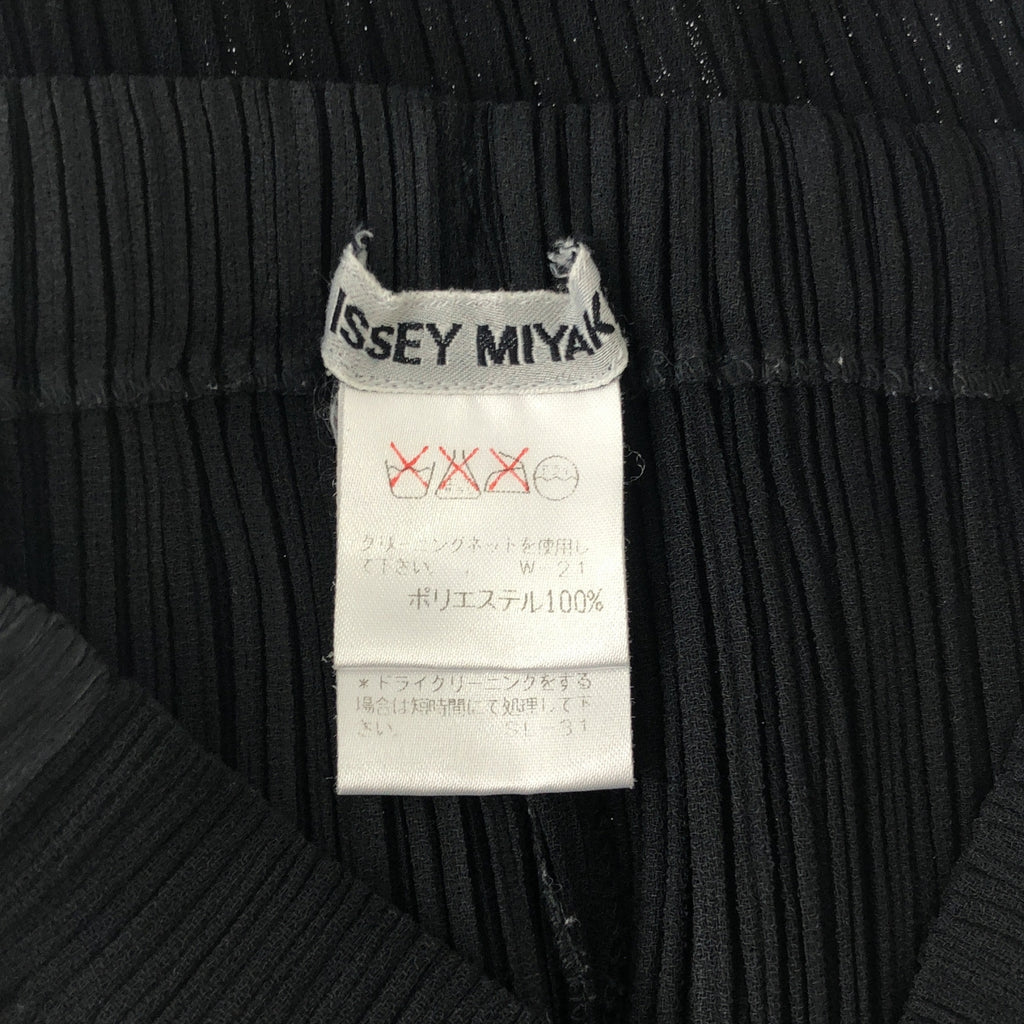 ISSEY MIYAK
クリーニングネットを使用し
て下さい。 W-21
ポリエステル100%
*ドライクリーニングをする
場合は短時間にて処理して下
さい。 SL-31